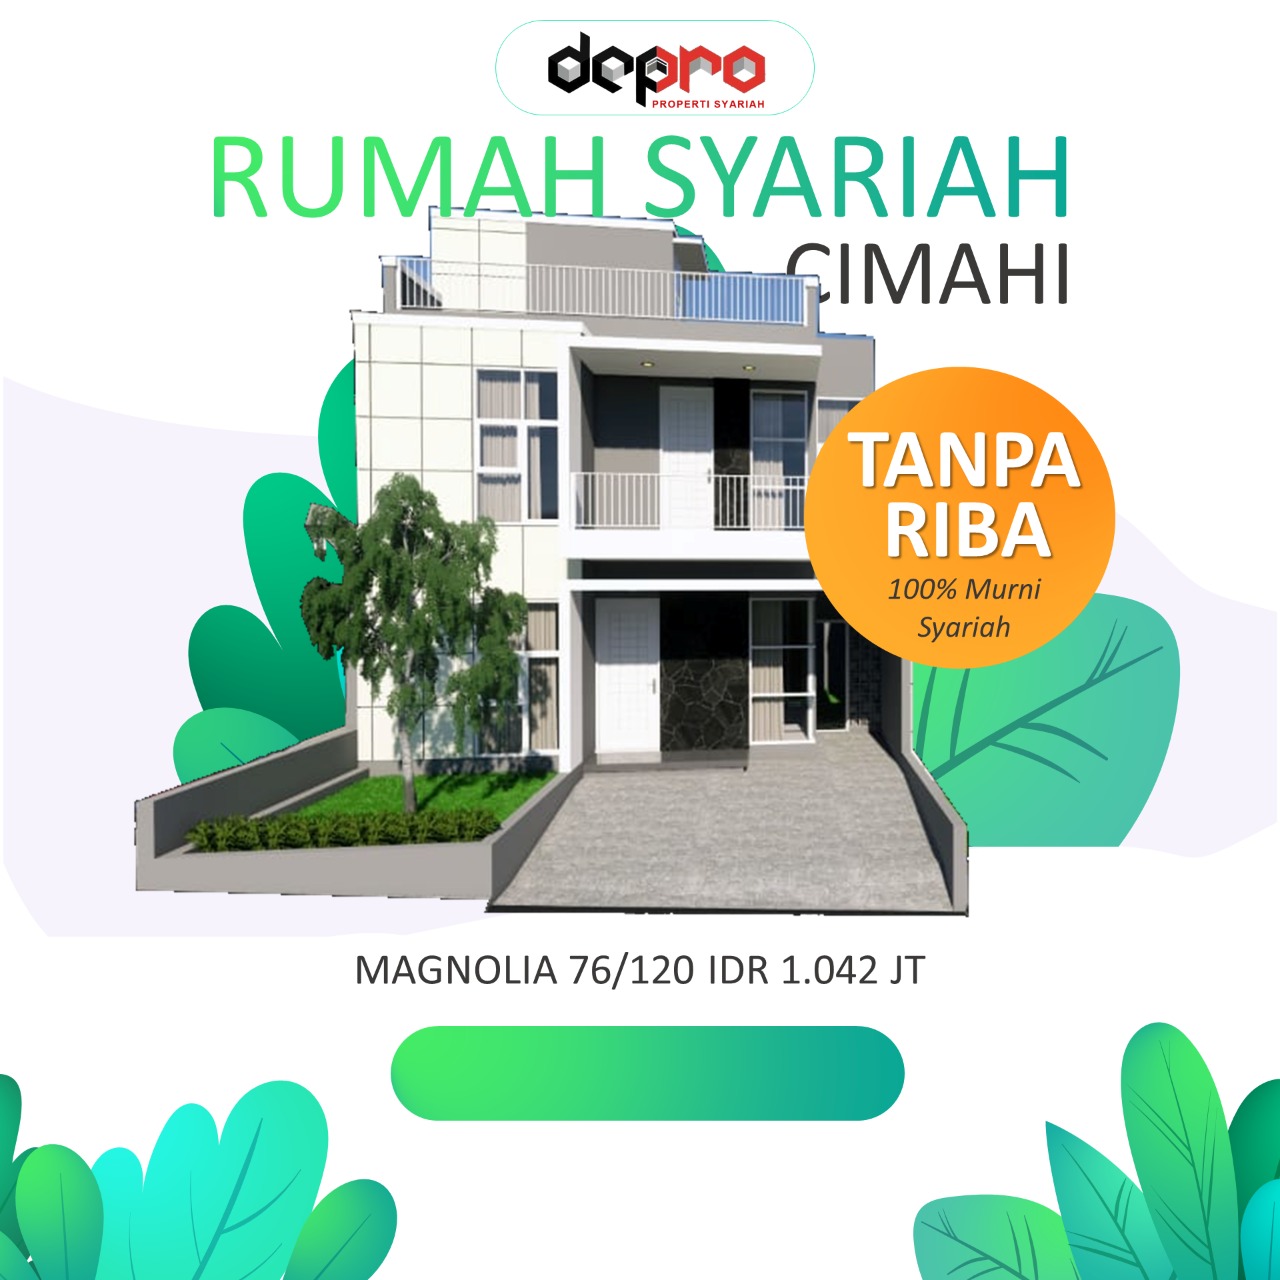 depro
PROPERTI SYARIAH
RUMAH SYARIAH
CIMAHI
TANPA
RIBA
100% Murni
Syariah
MAGNOLIA 76/120 IDR 1.042 JT